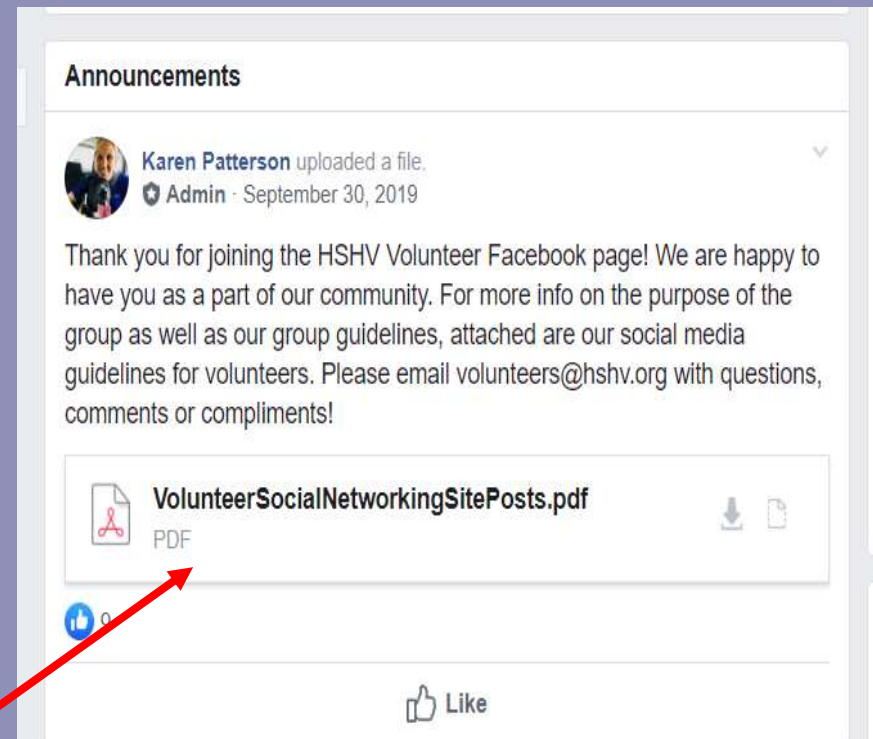 Announcements
Karen Patterson uploaded a file.
Admin · September 30, 2019
Thank you for joining the HSHV Volunteer Facebook page! We are happy to
have you as a part of our community. For more info on the purpose of the
group as well as our group guidelines, attached are our social media
guidelines for volunteers. Please email volunteers@hshv.org with questions,
comments or compliments!
VolunteerSocialNetworkingSitePosts.pdf
PDF
Like